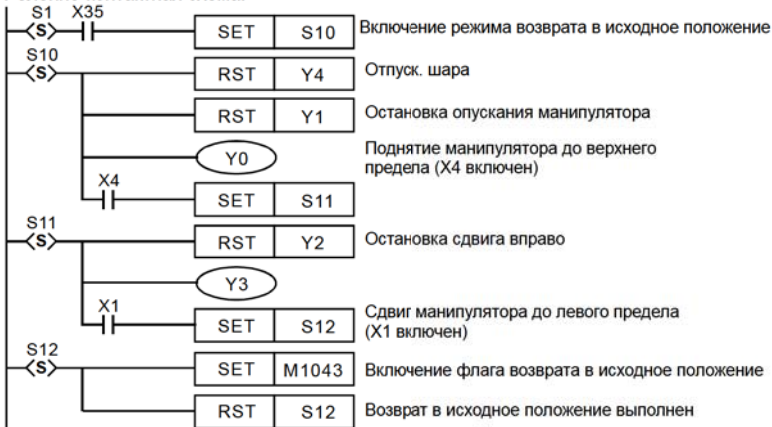 S1 X35
S SET S10 Включение режима возврата в исходное положение
S10
S RST Y4 Отпуск. шара
RST Y1 Остановка опускания манипулятора
Y0 Поднятие манипулятора до верхнего
предела (X4 включен)
X4
SET S11
S11
S RST Y2 Остановка сдвига вправо
Y3
X1
SET S12 Сдвиг манипулятора до левого предела
(X1 включен)
S12
S SET M1043 Включение флага возврата в исходное положение
RST S12 Возврат в исходное положение выполнен